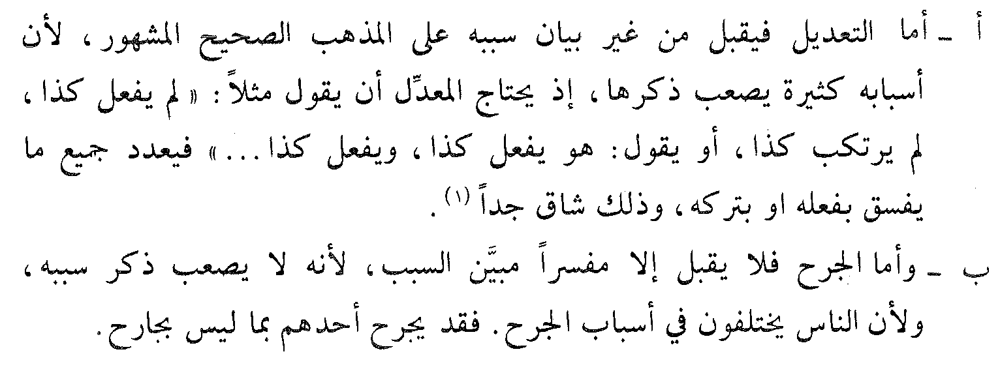 أ ـ أما التعديل فيقبل من غير بيان سببه على المذهب الصحيح المشهور، لأن
أسبابه كثيرة يصعب ذكرها، إذ يحتاج المعدِّل أن يقول مثلاً: «لم يفعل كذا،
لم يرتكب كذا، أو يقول: هو يفعل كذا، ويفعل كذا...» فيعدد جميع ما
يفسق بفعله او بتركه، وذلك شاق جداً (١).
ب ـ وأما الجرح فلا يقبل إلا مفسراً مبيَّن السبب، لأنه لا يصعب ذكر سببه،
ولأن الناس يختلفون في أسباب الجرح. فقد يجرح أحدهم بما ليس بجارح.